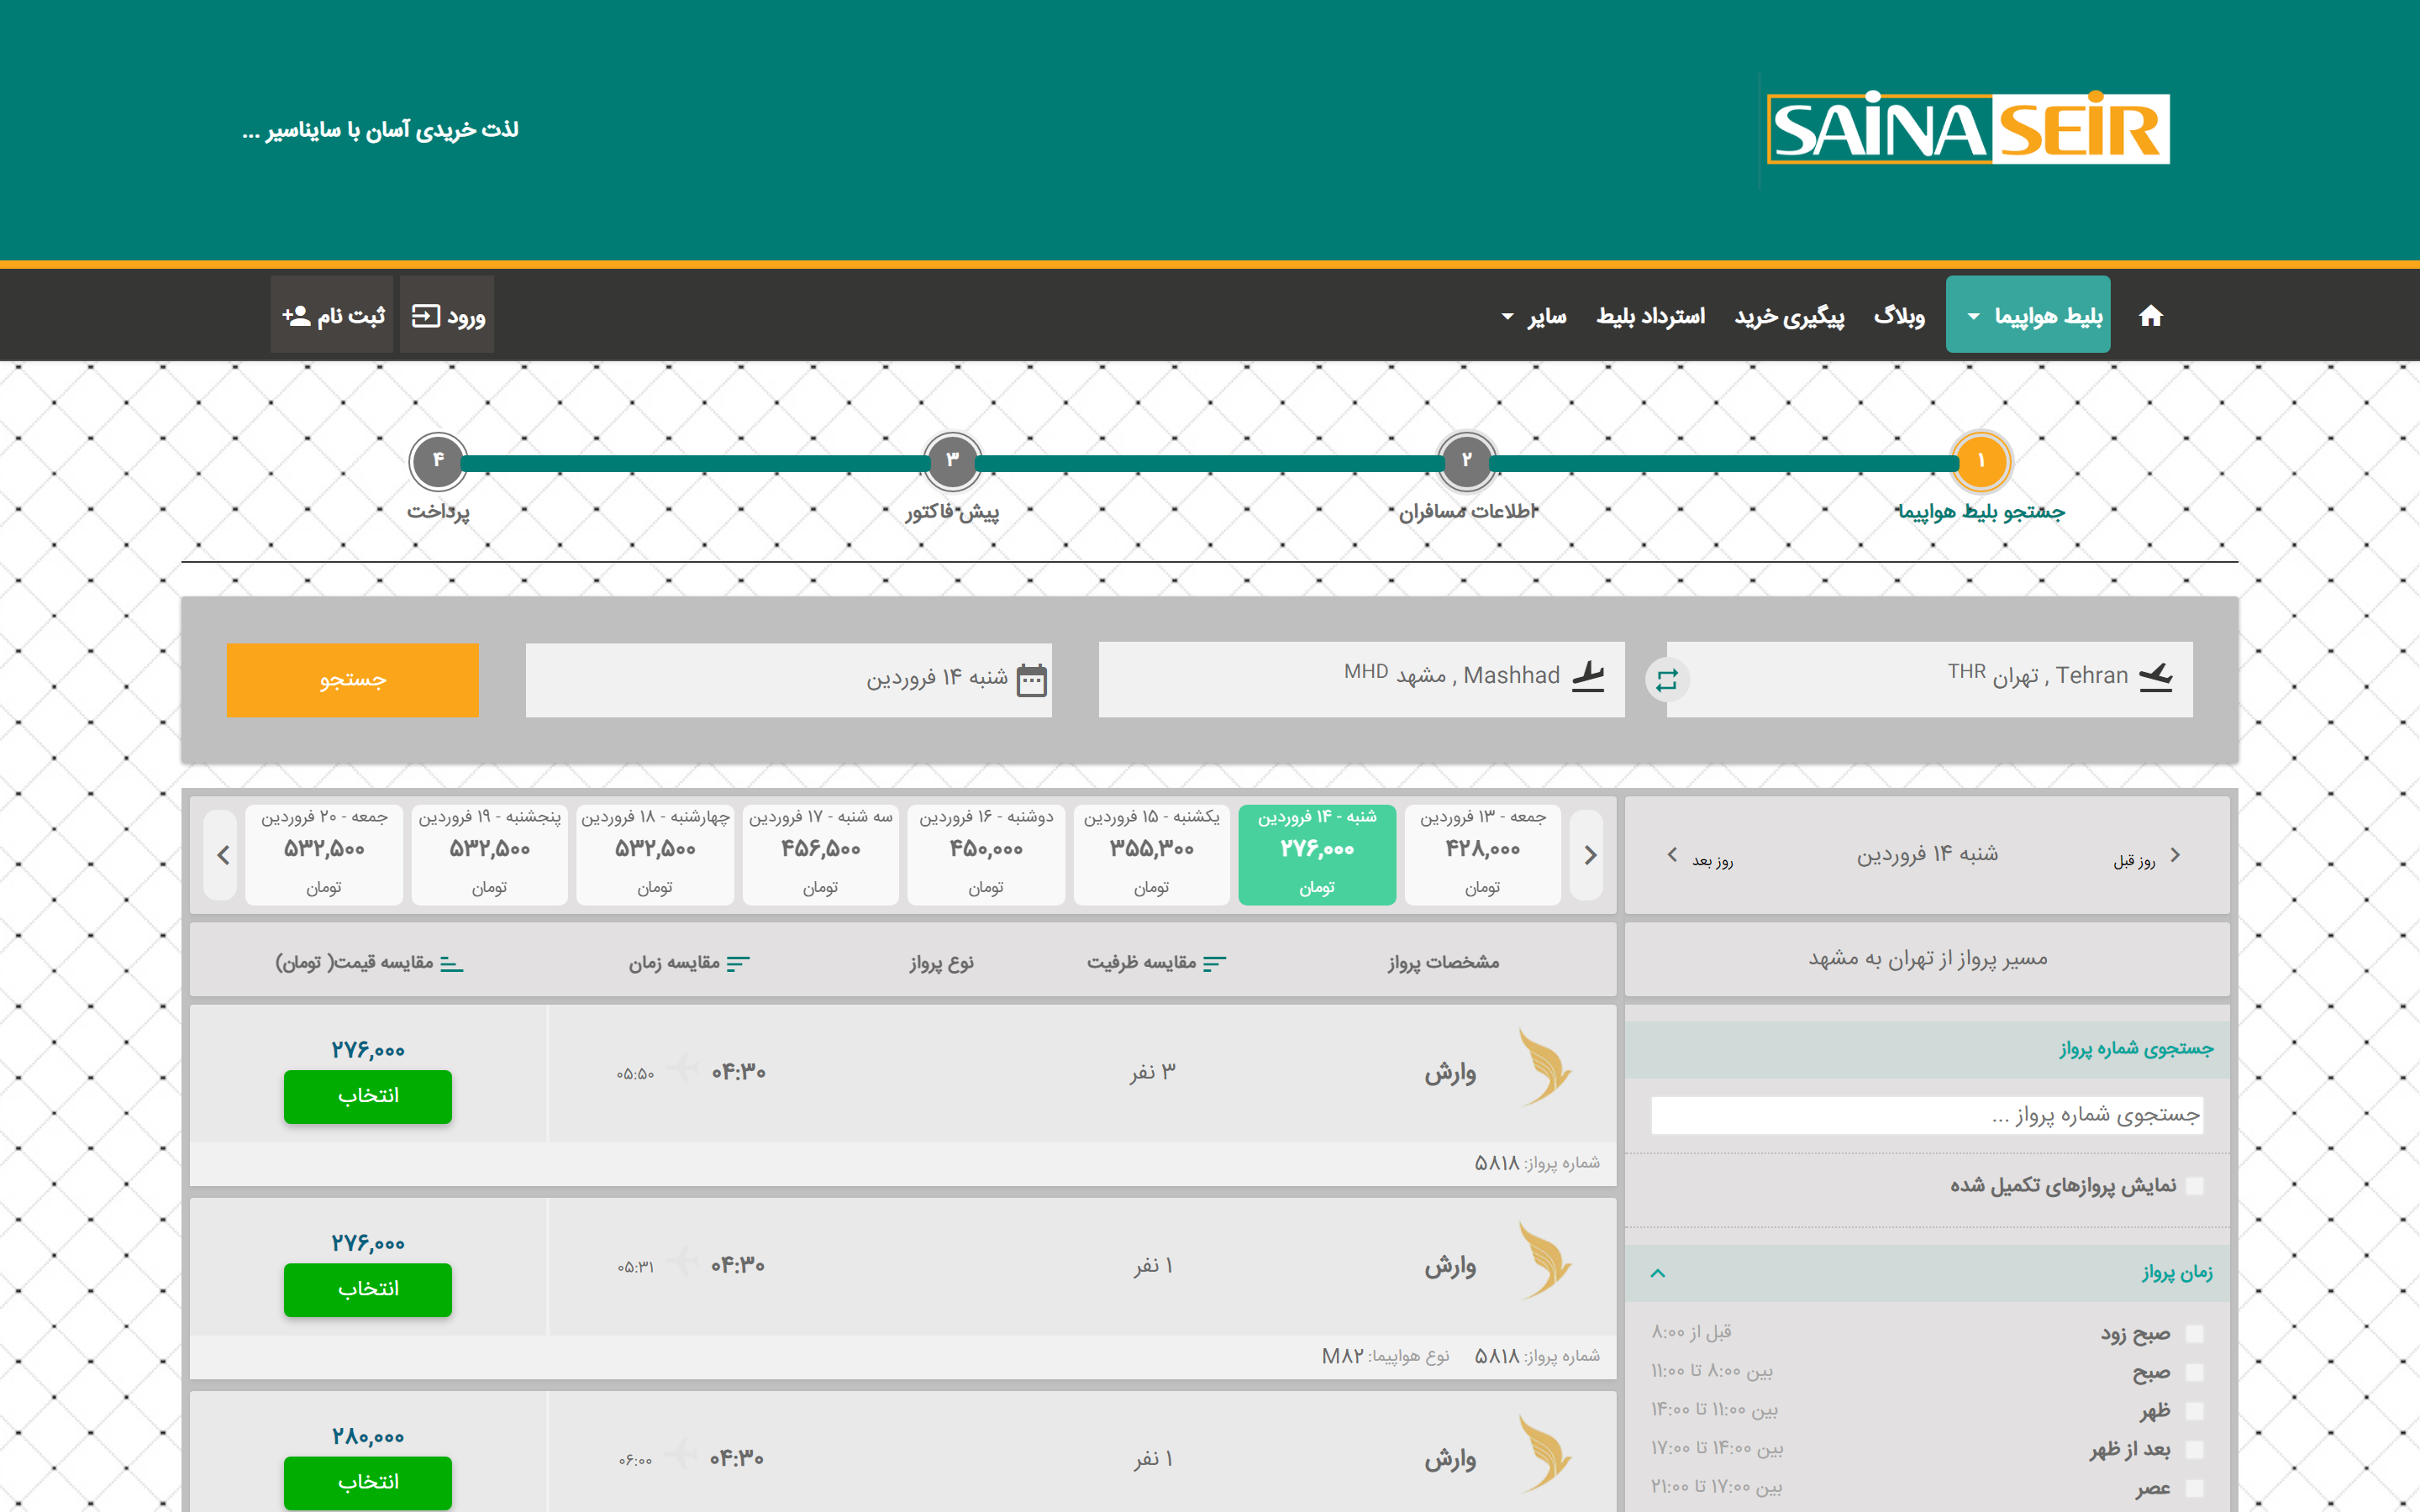 SAINA SEIR
لذت خریدی آسان با سایناسیر ...
بلیط هواپیما
وبلاگ
پیگیری خرید
استرداد بلیط
سایر
ورود
ثبت نام
۱
۲
۳
۴
جستجو بلیط هواپیما
اطلاعات مسافران
پیش فاکتور
پرداخت
Tehran , تهران THR
Mashhad , مشهد MHD
شنبه ۱۴ فروردین
جستجو
روز قبل
شنبه ۱۴ فروردین
روز بعد
جمعه - ۱۳ فروردین
۴۲۸,۰۰۰
تومان
شنبه - ۱۴ فروردین
۲۷۶,۰۰۰
تومان
یکشنبه - ۱۵ فروردین
۳۵۵,۳۰۰
تومان
دوشنبه - ۱۶ فروردین
۴۵۰,۰۰۰
تومان
سه شنبه - ۱۷ فروردین
۴۵۶,۵۰۰
تومان
چهارشنبه - ۱۸ فروردین
۵۳۲,۵۰۰
تومان
پنجشنبه - ۱۹ فروردین
۵۳۲,۵۰۰
تومان
جمعه - ۲۰ فروردین
۵۳۲,۵۰۰
تومان
مسیر پرواز از تهران به مشهد
جستجوی شماره پرواز
جستجوی شماره پرواز ...
نمایش پروازهای تکمیل شده
زمان پرواز
صبح زود قبل از ۸:۰۰
صبح بین ۸:۰۰ تا ۱۱:۰۰
ظهر بین ۱۱:۰۰ تا ۱۴:۰۰
بعد از ظهر بین ۱۴:۰۰ تا ۱۷:۰۰
عصر بین ۱۷:۰۰ تا ۲۱:۰۰
مشخصات پرواز
مقایسه ظرفیت
نوع پرواز
مقایسه زمان
مقایسه قیمت( تومان)
وارش
۳ نفر
۰۴:۳۰
۰۵:۵۰
۲۷۶,۰۰۰
انتخاب
شماره پرواز: ۵۸۱۸
وارش
۱ نفر
۰۴:۳۰
۰۵:۳۱
۲۷۶,۰۰۰
انتخاب
شماره پرواز: ۵۸۱۸ نوع هواپیما: M۸۲
وارش
۱ نفر
۰۴:۳۰
۰۶:۰۰
۲۸۰,۰۰۰
انتخاب